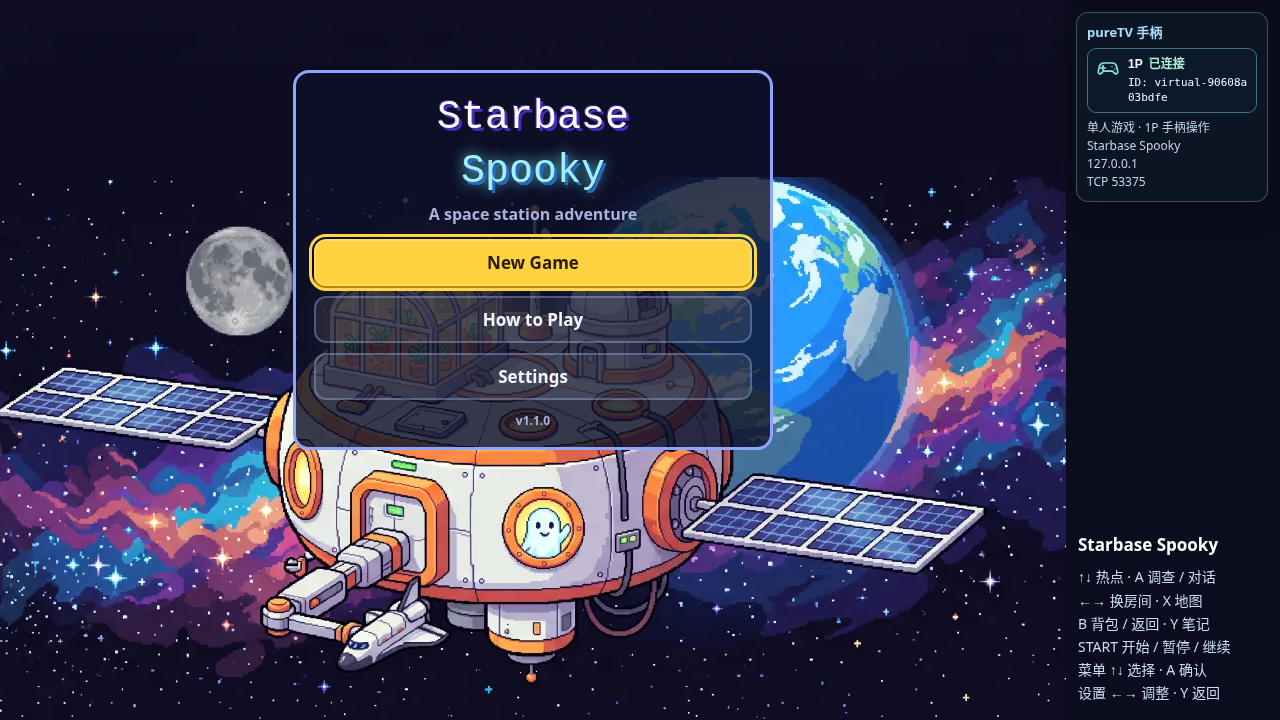 Starbase
Spooky
A space station adventure
New Game
How to Play
Settings
v1.1.0
pureTV 手柄
1P 已连接
ID: virtual-90608a
03bdfe
单人游戏 · 1P 手柄操作
Starbase Spooky
127.0.0.1
TCP 53375
Starbase Spooky
↑↓ 热点 · A 调查 / 对话
←→ 换房间 · X 地图
B 背包 / 返回 · Y 笔记
START 开始 / 暂停 / 继续
菜单 ↑↓ 选择 · A 确认
设置 ←→ 调整 · Y 返回